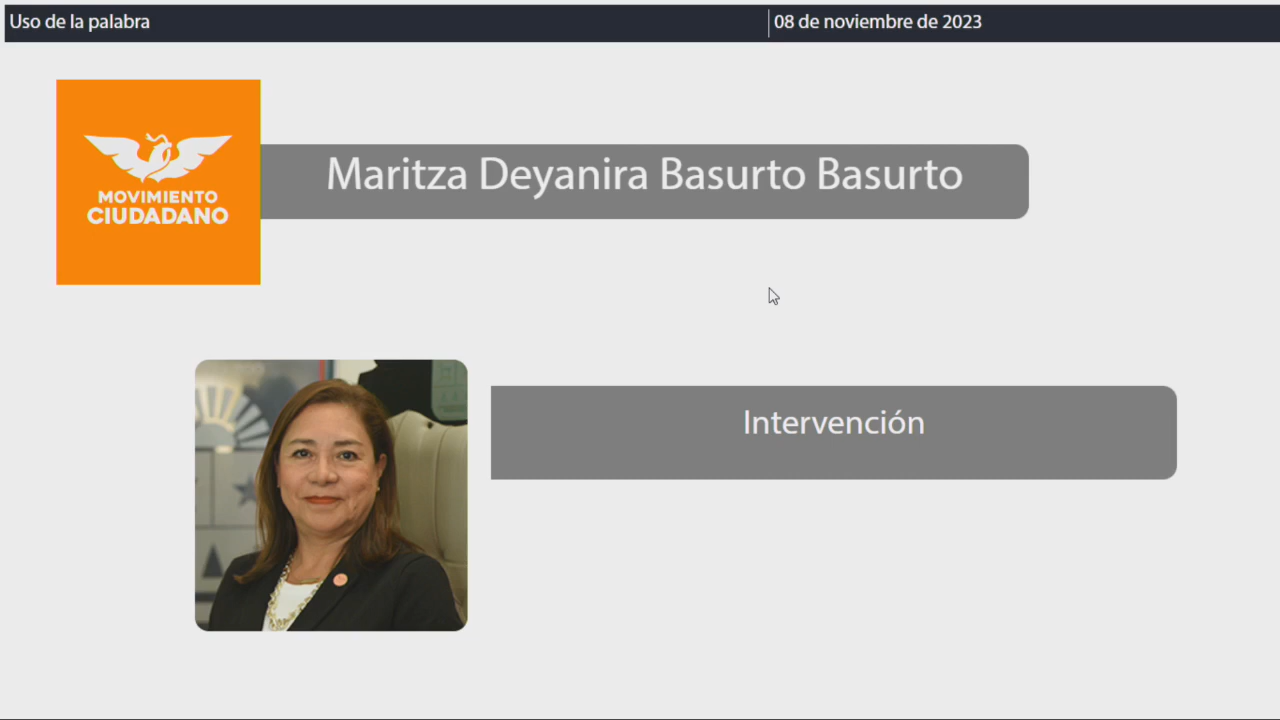 Uso de la palabra
08 de noviembre de 2023
MOVIMIENTO
CIUDADANO
Maritza Deyanira Basurto Basurto
Intervención